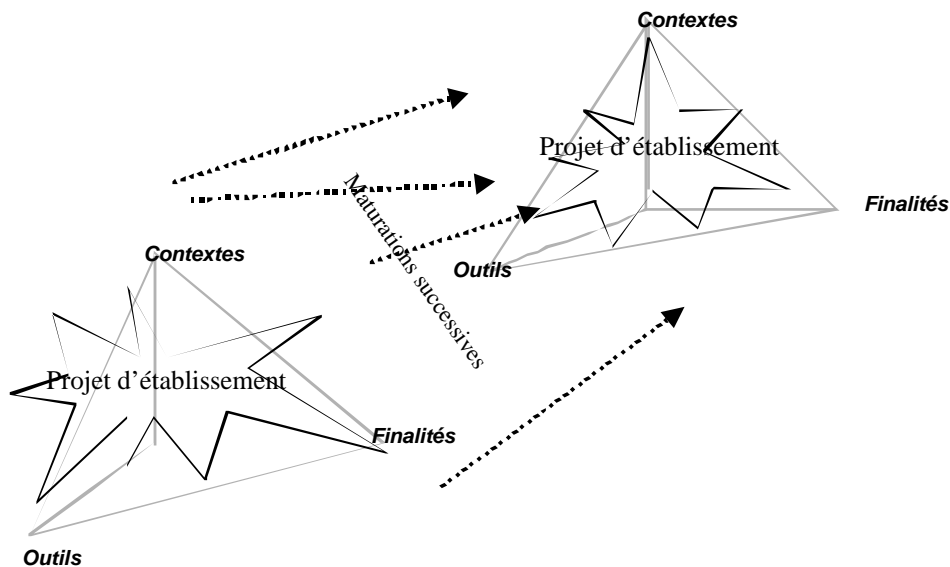 Contextes
Projet d'établissement
Finalités
Outils
Maturations successives
Contextes
Projet d'établissement
Finalités
Outils